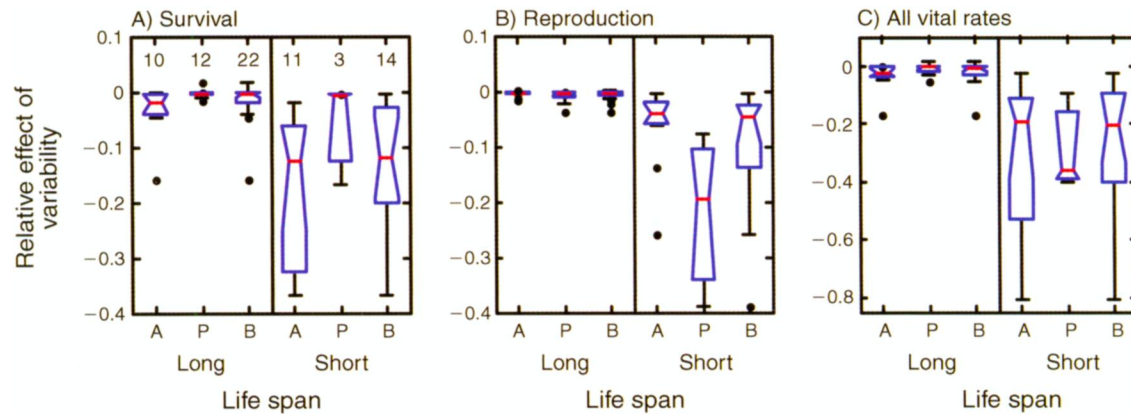 A) Survival
B) Reproduction
C) All vital rates
Relative effect of
variability
0.1
0
−0.1
−0.2
−0.3
−0.4
10 12 22 11 3 14
A P B A P B
Long Short
Life span
0.1
0
−0.1
−0.2
−0.3
−0.4
A P B A P B
Long Short
Life span
0
−0.2
−0.4
−0.6
−0.8
A P B A P B
Long Short
Life span